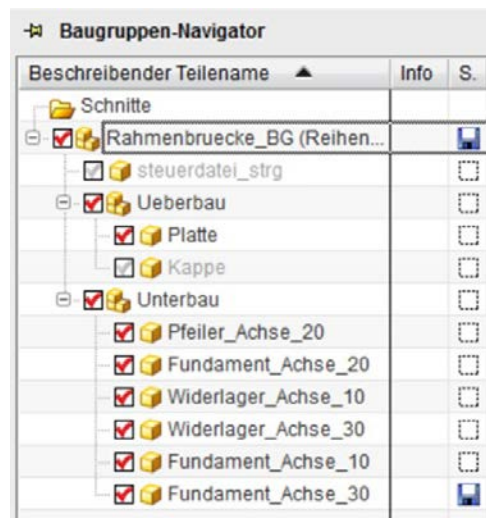 Baugruppen-Navigator
Beschreibender Teilename Info S.
Schnitte
Rahmenbruecke_BG (Reihen...
steuerdatei_strg
Ueberbau
Platte
Kappe
Unterbau
Pfeiler_Achse_20
Fundament_Achse_20
Widerlager_Achse_10
Widerlager_Achse_30
Fundament_Achse_10
Fundament_Achse_30